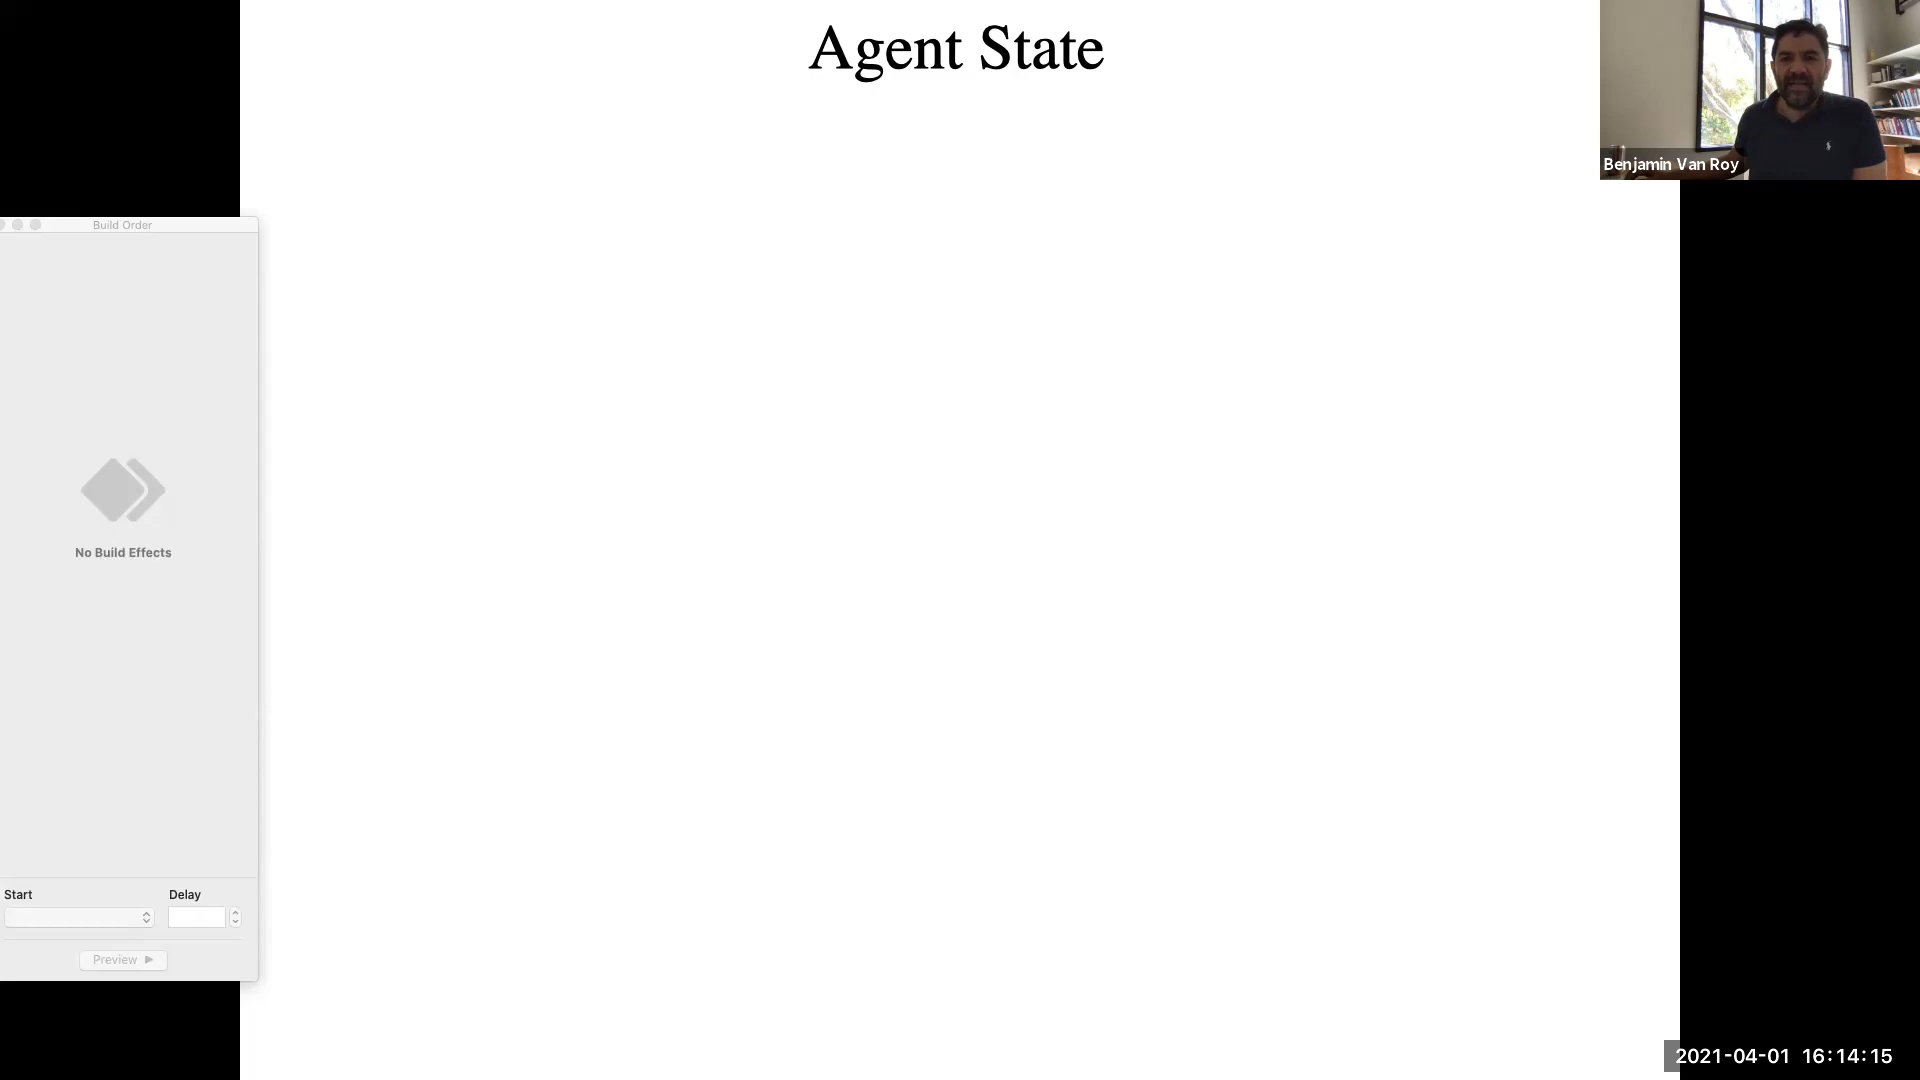 Agent State
Benjamin Van Roy
Build Order
No Build Effects
Start
Delay
Preview
2021-04-01 16:14:15